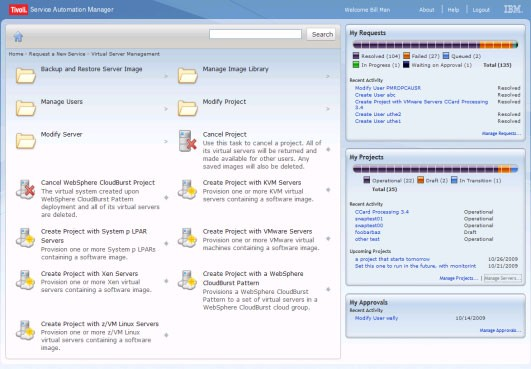 Tivoli. Service Automation Manager
Welcome Bill Men
About | Help | Logout
IBM.
Search
Home › Request a New Service › Virtual Server Management
Backup and Restore Server Image
Manage Image Library
Manage Users
Modify Project
Modify Server
Cancel Project
Use this task to cancel a project. All of
its virtual servers will be returned and
made available for other users. Any
saved images will also be deleted.
Cancel WebSphere CloudBurst Project
The virtual system created upon
WebSphere CloudBurst Pattern
deployment and all of its virtual servers
are deleted.
Create Project with KVM Servers
Provision one or more KVM virtual
servers containing a software image.
Create Project with System p LPAR
Servers
Provision one or more System p LPARs
containing a software image.
Create Project with VMware Servers
Provision one or more VMware virtual
machines containing a software image.
Create Project with Xen Servers
Provision one or more Xen virtual
servers containing a software image.
Create Project with a WebSphere
CloudBurst Pattern
Provisions a WebSphere CloudBurst
Pattern to a set of virtual servers in a
WebSphere CloudBurst cloud group.
Create Project with z/VM Linux Servers
Provision one or more z/VM Linux
virtual servers containing a software
image.
My Requests
Resolved (104) Failed (27) Queued (2)
In Progress (1) Waiting on Approval (1) Total (135)
Recent Activity
Modify User PMROPCAUSR Resolved
Create User abc Resolved
Create Project with VMware Servers CCard Processing Resolved
3.4
Create User uthe2 Resolved
Create User uthe1 Resolved
Manage Requests...
My Projects
Operational (22) Draft (2) In Transition (1)
Total (35)
Recent Activity
CCard Processing 3.4 Operational
swaptest01 Operational
swaptest00 Operational
foobarbas Draft
other test Operational
Upcoming Projects
a project that starts tomorrow 10/26/2009
Set this one to run in the future, with monitorint 10/21/2009
Manage Projects... | Manage Servers...
My Approvals
Recent Activity
Modify User wally 10/14/2009
Manage Approvals...